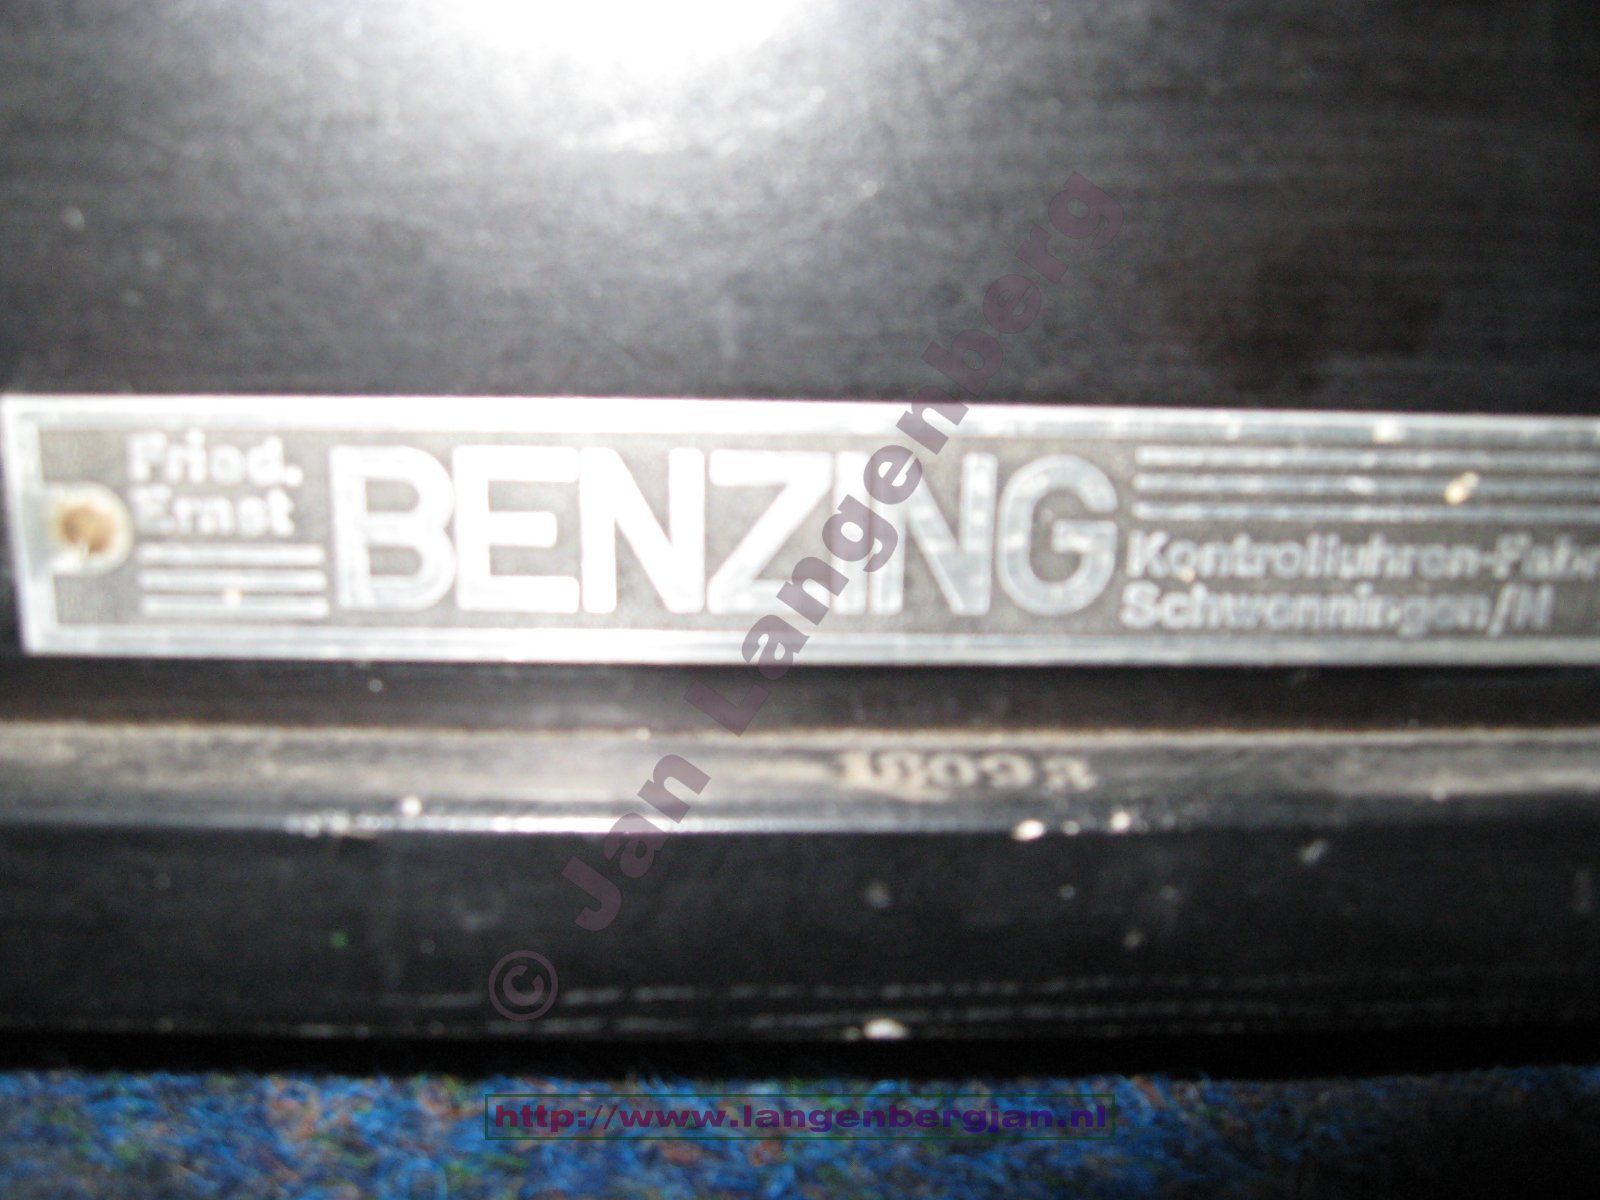 Fried.
Ernst
BENZING
Kontrolluhren-Fabr
Schwenningen/N
© Jan Langenberg
http://www.langenbergjan.nl